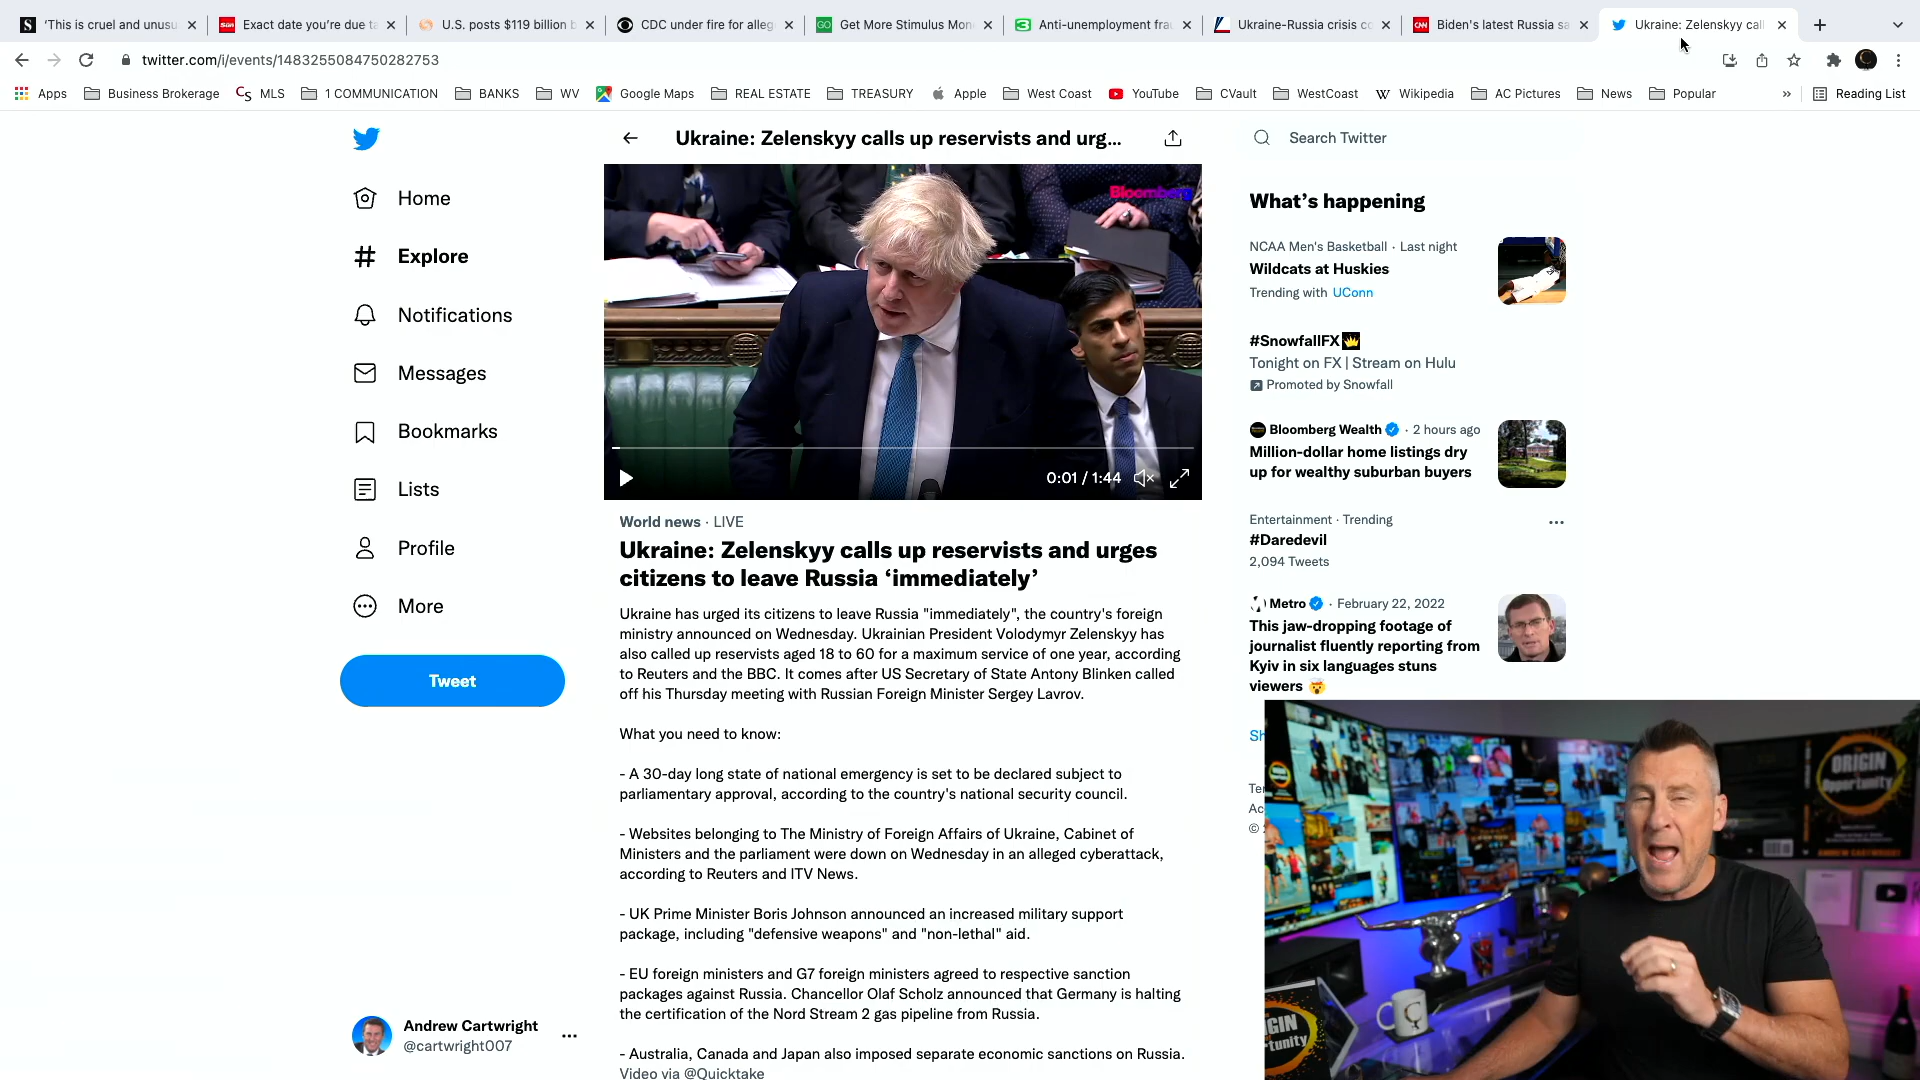 'This is cruel and unusu
Exact date you're due ta
U.S. posts $119 billion b
CDC under fire for alleg
Get More Stimulus Mon
Anti-unemployment frau
Ukraine-Russia crisis co
Biden's latest Russia sa
Ukraine: Zelenskyy call
twitter.com/i/events/1483255084750282753
Apps
Business Brokerage
MLS
1 COMMUNICATION
BANKS
WV
Google Maps
REAL ESTATE
TREASURY
Apple
West Coast
YouTube
CVault
WestCoast
Wikipedia
AC Pictures
News
Popular
»
Reading List
Ukraine: Zelenskyy calls up reservists and urg...
Search Twitter
Home
Explore
Notifications
Messages
Bookmarks
Lists
Profile
More
Tweet
Andrew Cartwright
@cartwright007
Bloomberg
0:01 / 1:44
World news · LIVE
Ukraine: Zelenskyy calls up reservists and urges
citizens to leave Russia ‘immediately’
Ukraine has urged its citizens to leave Russia "immediately", the country's foreign
ministry announced on Wednesday. Ukrainian President Volodymyr Zelenskyy has
also called up reservists aged 18 to 60 for a maximum service of one year, according
to Reuters and the BBC. It comes after US Secretary of State Antony Blinken called
off his Thursday meeting with Russian Foreign Minister Sergey Lavrov.
What you need to know:
- A 30-day long state of national emergency is set to be declared subject to
parliamentary approval, according to the country's national security council.
- Websites belonging to The Ministry of Foreign Affairs of Ukraine, Cabinet of
Ministers and the parliament were down on Wednesday in an alleged cyberattack,
according to Reuters and ITV News.
- UK Prime Minister Boris Johnson announced an increased military support
package, including "defensive weapons" and "non-lethal" aid.
- EU foreign ministers and G7 foreign ministers agreed to respective sanction
packages against Russia. Chancellor Olaf Scholz announced that Germany is halting
the certification of the Nord Stream 2 gas pipeline from Russia.
- Australia, Canada and Japan also imposed separate economic sanctions on Russia.
Video via @Quicktake
What’s happening
NCAA Men's Basketball · Last night
Wildcats at Huskies
Trending with UConn
#SnowfallFX
Tonight on FX | Stream on Hulu
Promoted by Snowfall
Bloomberg Wealth · 2 hours ago
Million-dollar home listings dry
up for wealthy suburban buyers
Entertainment · Trending
#Daredevil
2,094 Tweets
Metro · February 22, 2022
This jaw-dropping footage of
journalist fluently reporting from
Kyiv in six languages stuns
viewers 🤯
Sh
Ter
Ac
©
ORIGIN
Opportunity
ANDREW CARTWRIGHT